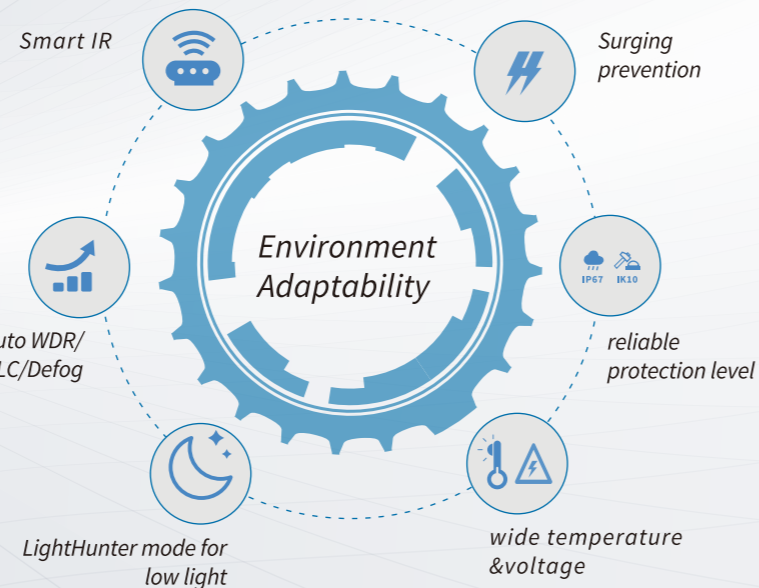 Smart IR
Surging
prevention
Environment
Adaptability
IP67 IK10
uto WDR/
LC/Defog
reliable
protection level
LightHunter mode for
low light
wide temperature
&voltage